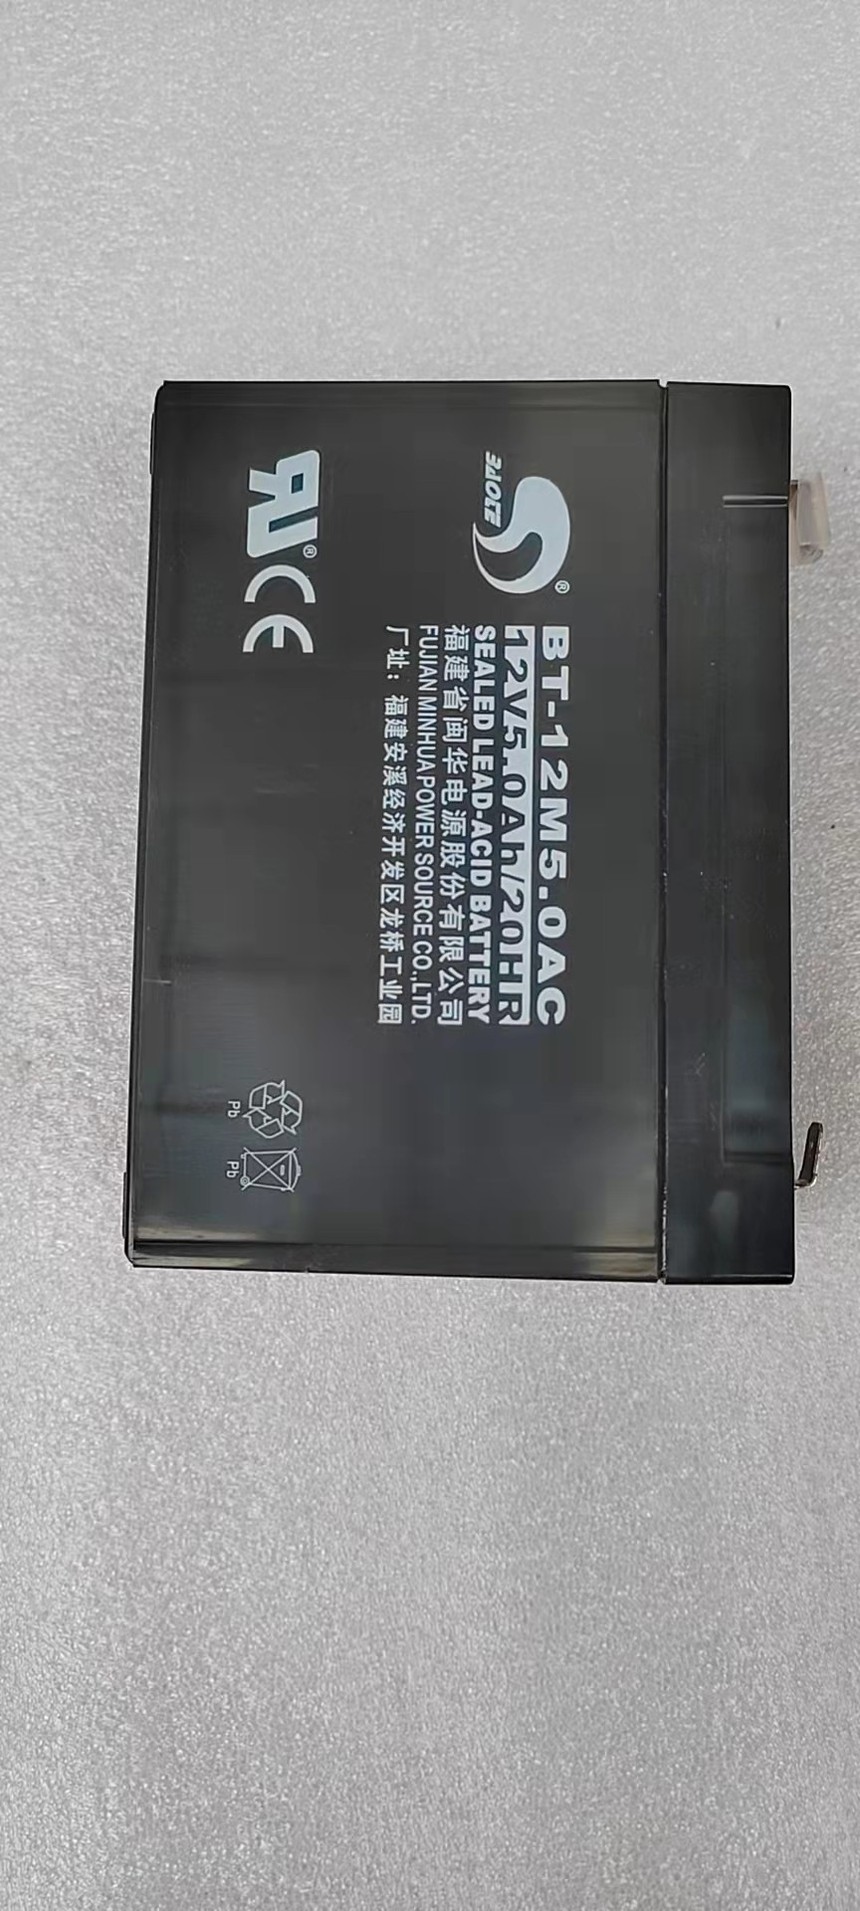 BAOTE
®
BT-12M5.0AC
12V5.0Ah/20HR
SEALED LEAD-ACID BATTERY
福建省闽华电源股份有限公司
FUJIAN MINHUA POWER SOURCE CO.,LTD.
厂址：福建安溪经济开发区龙桥工业园
®
CE
Pb
Pb